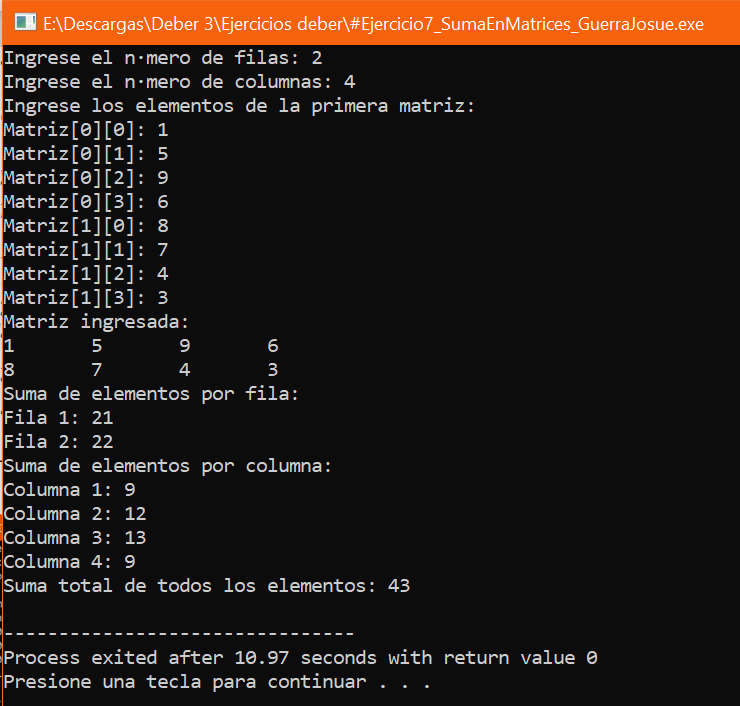 E:\Descargas\Deber 3\Ejercicios deber\#Ejercicio7_SumaEnMatrices_GuerraJosue.exe
Ingrese el n·mero de filas: 2
Ingrese el n·mero de columnas: 4
Ingrese los elementos de la primera matriz:
Matriz[0][0]: 1
Matriz[0][1]: 5
Matriz[0][2]: 9
Matriz[0][3]: 6
Matriz[1][0]: 8
Matriz[1][1]: 7
Matriz[1][2]: 4
Matriz[1][3]: 3
Matriz ingresada:
1       5       9       6
8       7       4       3
Suma de elementos por fila:
Fila 1: 21
Fila 2: 22
Suma de elementos por columna:
Columna 1: 9
Columna 2: 12
Columna 3: 13
Columna 4: 9
Suma total de todos los elementos: 43
--------------------------------
Process exited after 10.97 seconds with return value 0
Presione una tecla para continuar . . .